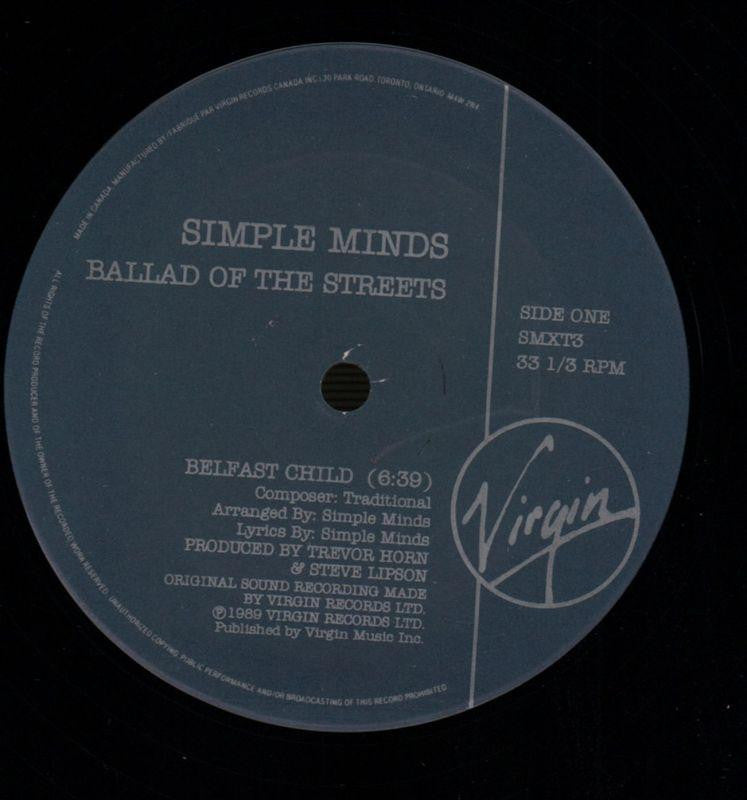 MADE IN CANADA. MANUFACTURED BY/FABRIQUÉ PAR VIRGIN RECORDS CANADA INC., 30 PARK ROAD, TORONTO, ONTARIO M4W 2N4
SIMPLE MINDS
BALLAD OF THE STREETS
SIDE ONE
SMXT3
33 1/3 RPM
BELFAST CHILD (6:39)
Composer: Traditional
Arranged By: Simple Minds
Lyrics By: Simple Minds
PRODUCED BY TREVOR HORN
& STEVE LIPSON
ORIGINAL SOUND RECORDING MADE
BY VIRGIN RECORDS LTD.
℗1989 VIRGIN RECORDS LTD.
Published by Virgin Music Inc.
Virgin
ALL RIGHTS OF THE RECORD PRODUCER AND OF THE OWNER OF THE RECORDED WORK RESERVED. UNAUTHORIZED COPYING, PUBLIC PERFORMANCE AND/OR BROADCASTING OF THIS RECORD PROHIBITED